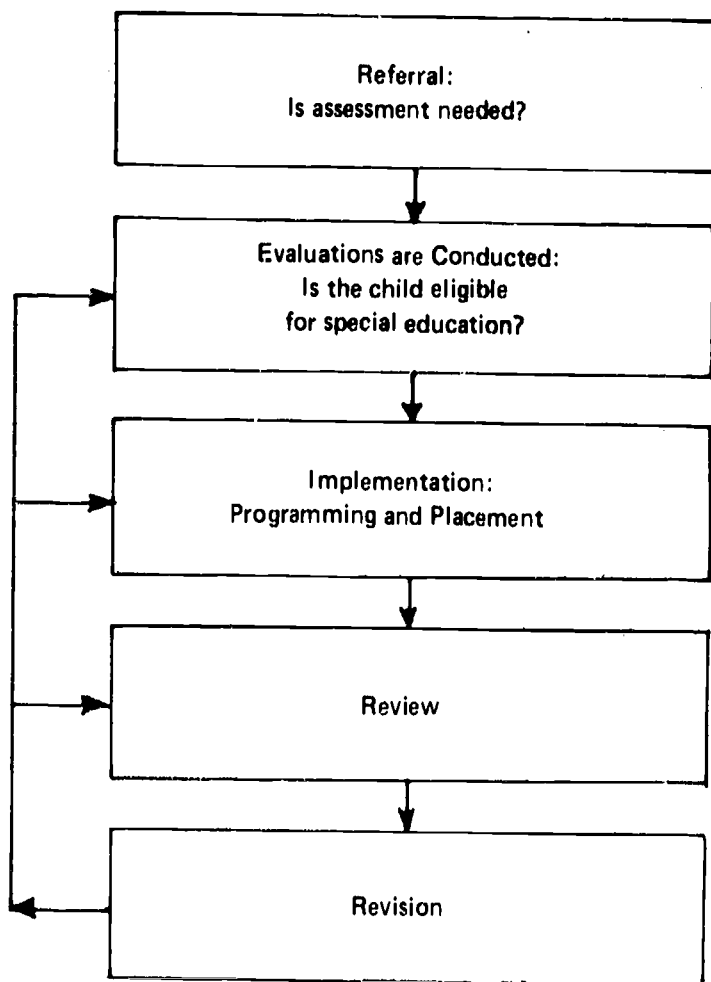 Referral:
Is assessment needed?
Evaluations are Conducted:
Is the child eligible
for special education?
Implementation:
Programming and Placement
Review
Revision